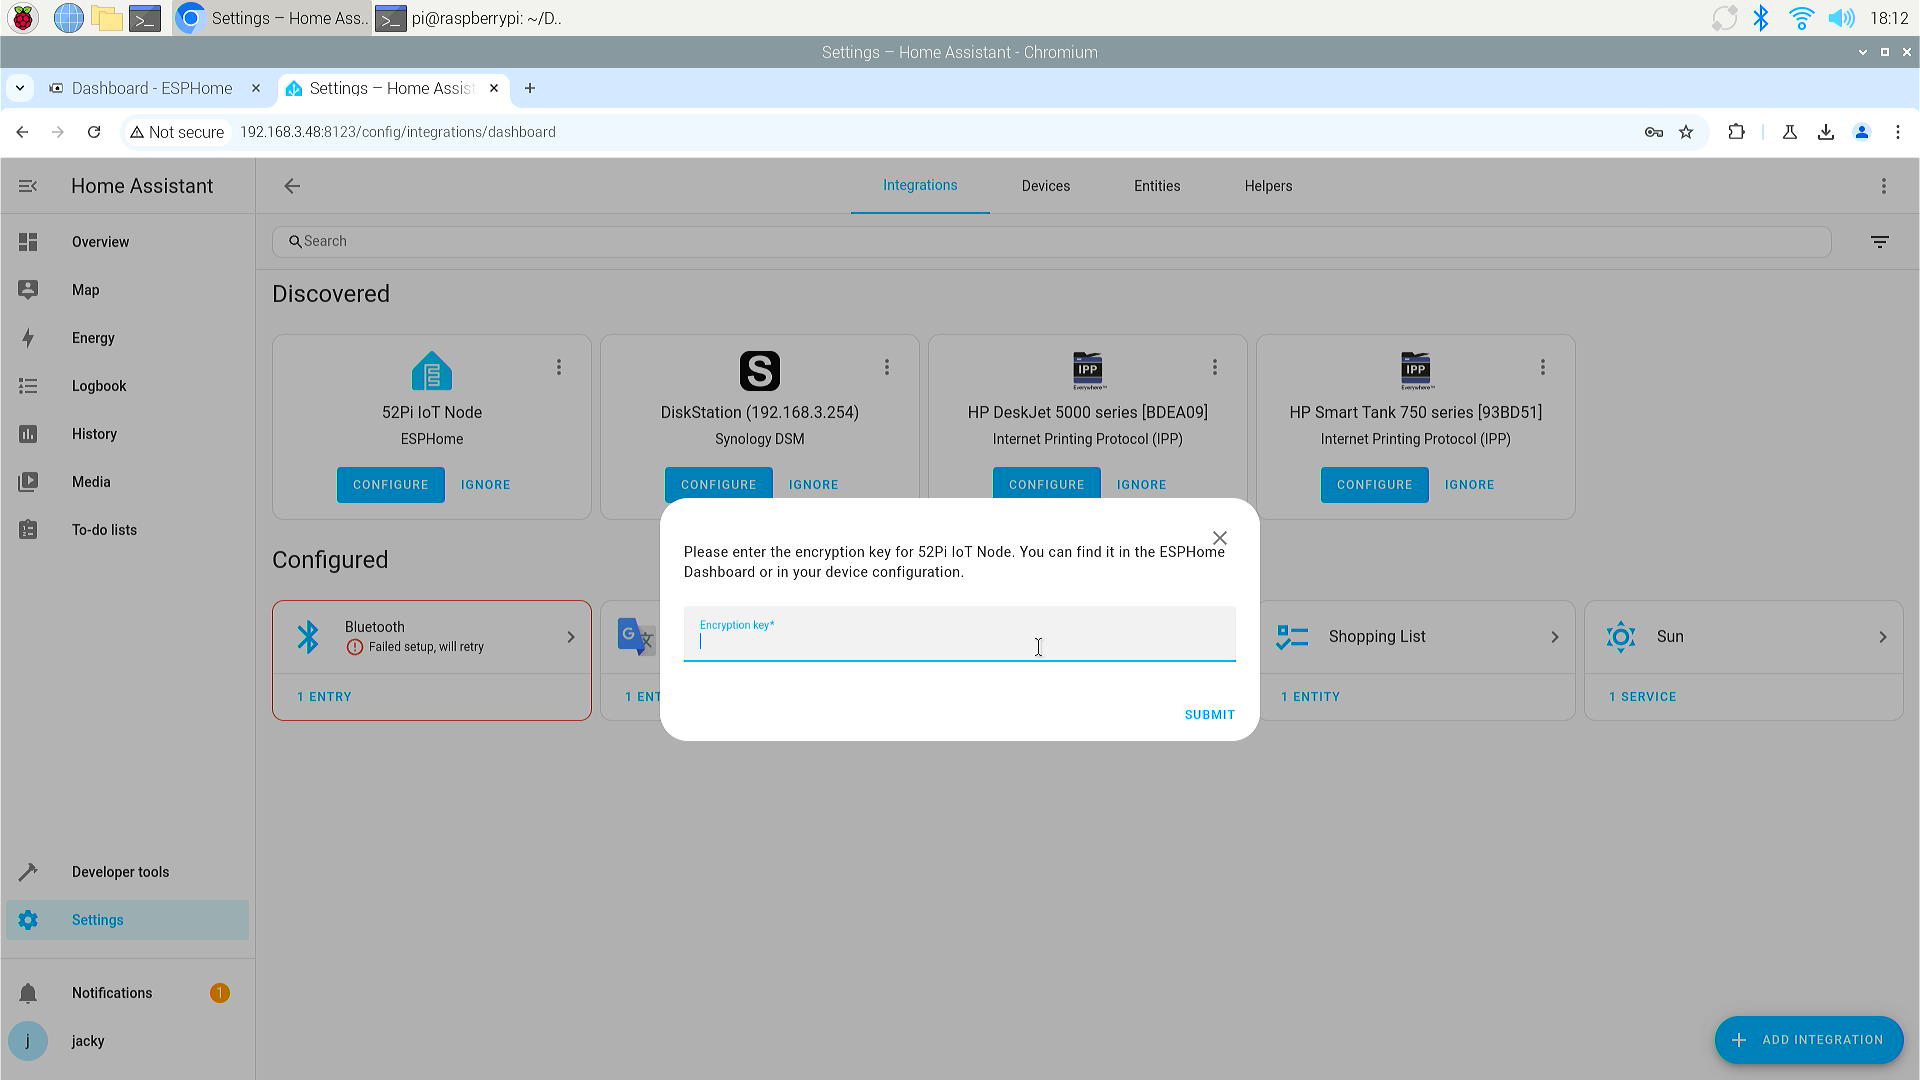 Settings – Home Ass..
pi@raspberrypi: ~/D..
18:12
Settings – Home Assistant - Chromium
Dashboard - ESPHome
Settings – Home Assist
Not secure
192.168.3.48:8123/config/integrations/dashboard
Home Assistant
Integrations
Devices
Entities
Helpers
Overview
Map
Energy
Logbook
History
Media
To-do lists
Developer tools
Settings
Notifications
1
j
jacky
Search
Discovered
52Pi IoT Node
ESPHome
CONFIGURE
IGNORE
S
DiskStation (192.168.3.254)
Synology DSM
CONFIGURE
IGNORE
IPP
Everywhere™
HP DeskJet 5000 series [BDEA09]
Internet Printing Protocol (IPP)
CONFIGURE
IGNORE
IPP
Everywhere™
HP Smart Tank 750 series [93BD51]
Internet Printing Protocol (IPP)
CONFIGURE
IGNORE
Configured
Bluetooth
Failed setup, will retry
1 ENTRY
G
1 ENT
Shopping List
1 ENTITY
Sun
1 SERVICE
Please enter the encryption key for 52Pi IoT Node. You can find it in the ESPHome
Dashboard or in your device configuration.
Encryption key*
SUBMIT
ADD INTEGRATION